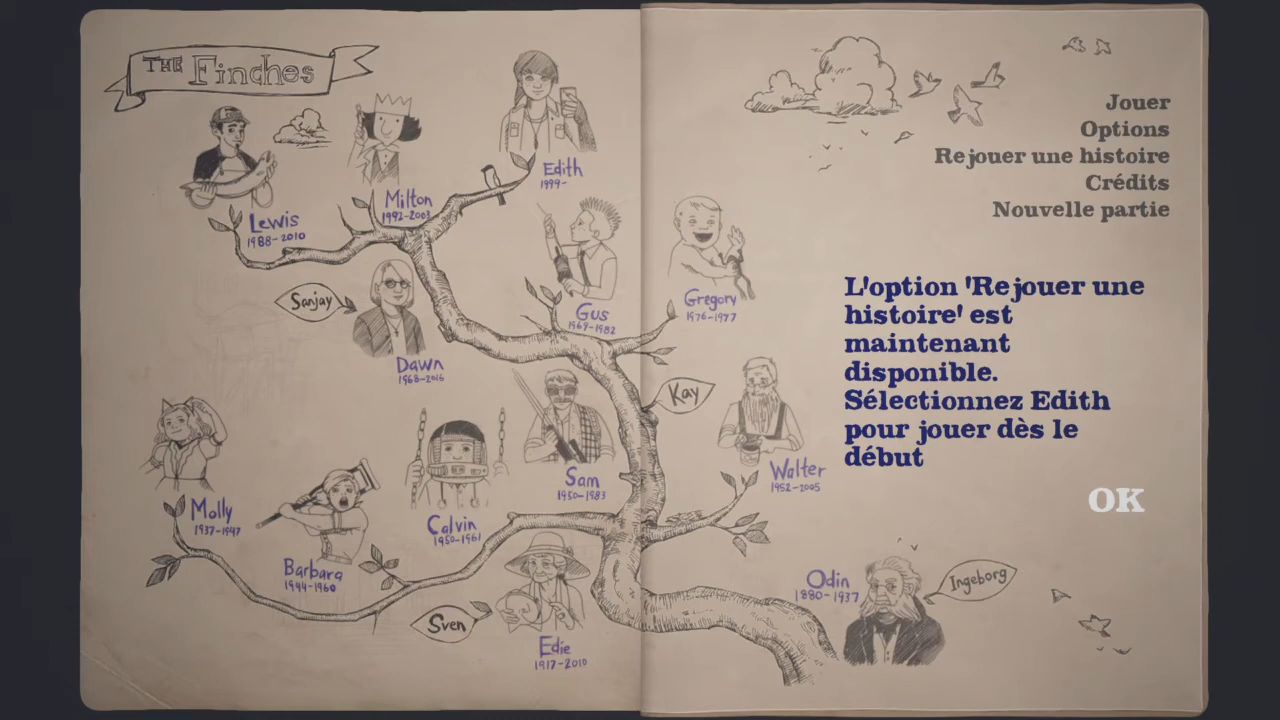 THE Finches
Lewis
1988-2010
Milton
1992-2003
Edith
1999-
Sanjay
Dawn
1968-2016
Gus
1969-1982
Gregory
1976-1977
Kay
Sam
1950-1983
Walter
1952-2005
Molly
1937-1947
Barbara
1944-1960
Calvin
1950-1961
Sven
Edie
1917-2010
Odin
1880-1937
Ingeborg
Jouer
Options
Rejouer une histoire
Crédits
Nouvelle partie
L'option 'Rejouer une
histoire' est
maintenant
disponible.
Sélectionnez Edith
pour jouer dès le
début
OK